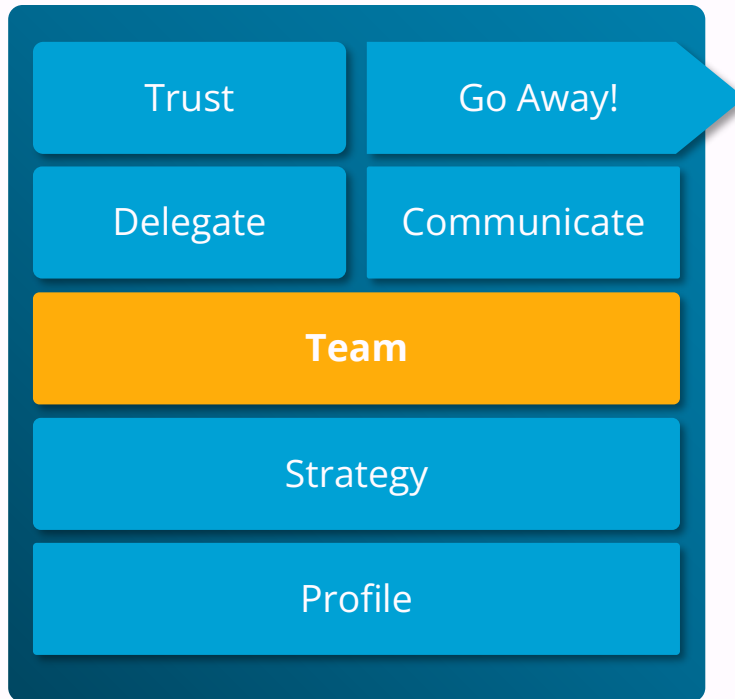 Trust
Go Away!
Delegate
Communicate
Team
Strategy
Profile